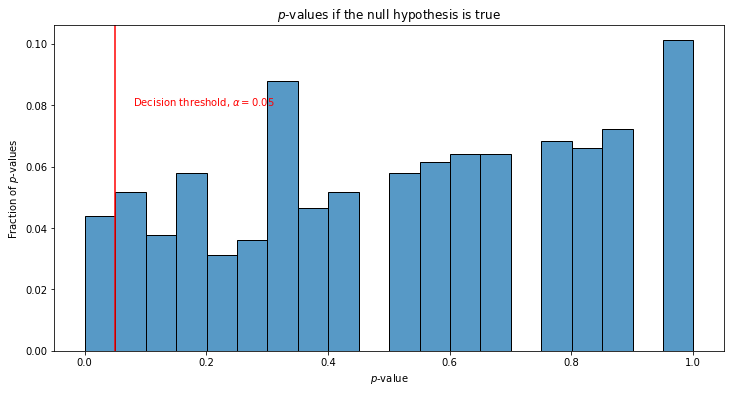 p-values if the null hypothesis is true
0.10
0.08
0.06
0.04
0.02
0.00
Fraction of p-values
Decision threshold, α = 0.05
0.0 0.2 0.4 0.6 0.8 1.0
p-value